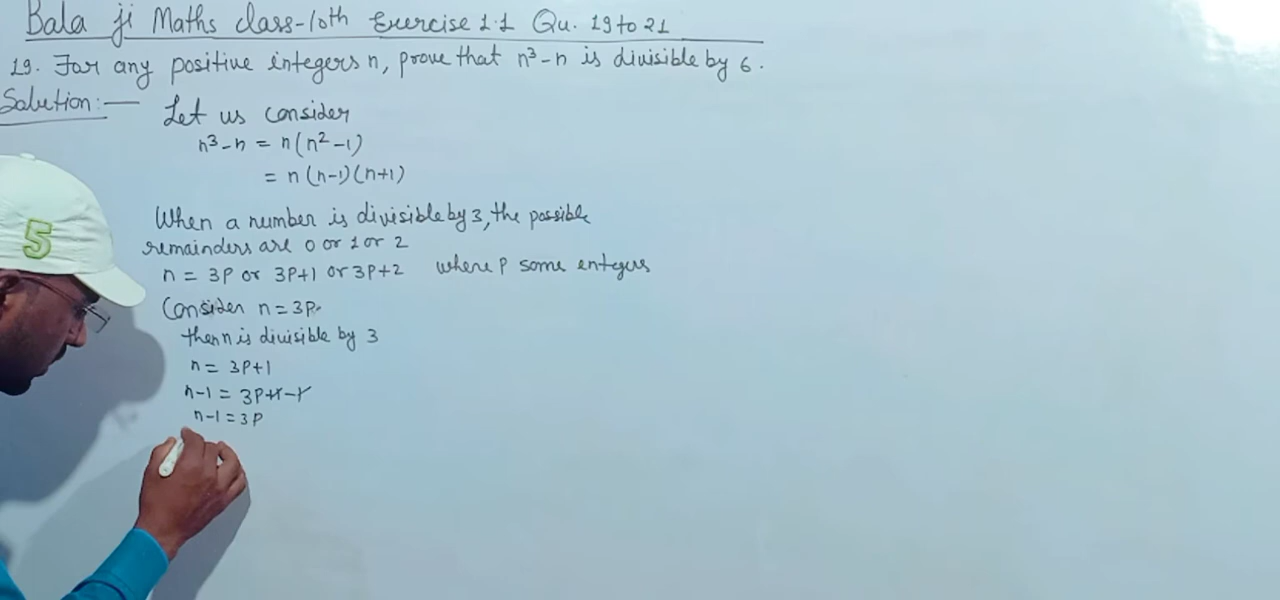 Bala ji Maths class-10th Exercise 1.1 Qu. 19 to 21
19. For any positive integers n, prove that n³-n is divisible by 6.
Solution:—
Let us consider
n³-n = n(n²-1)
= n(n-1)(n+1)
When a number is divisible by 3, the possible
remainders are 0 or 1 or 2
n = 3P or 3P+1 or 3P+2 where P some entegers
Consider n = 3P.
then n is divisible by 3
n = 3P+1
n-1 = 3P+1-1
n-1 = 3P
5